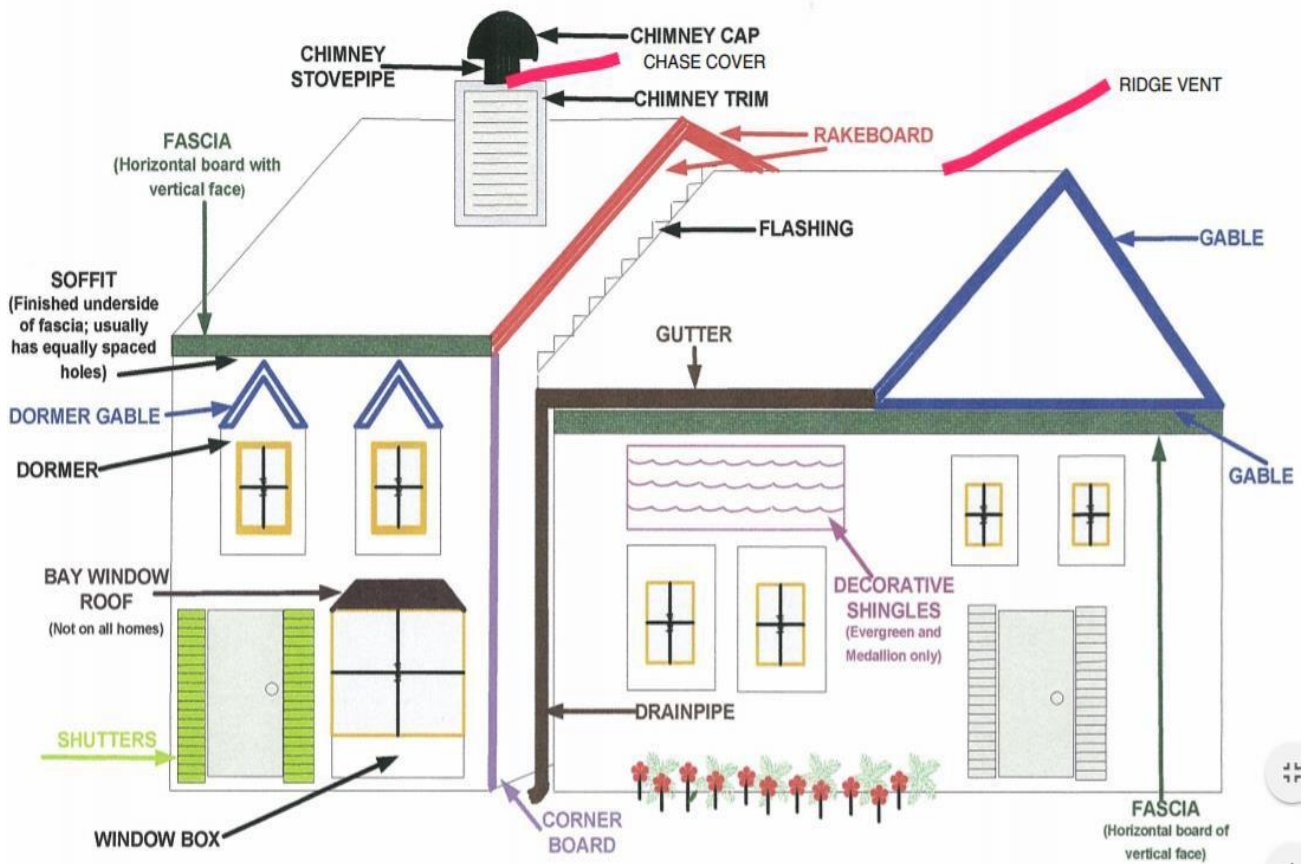 CHIMNEY CAP
CHIMNEY
STOVEPIPE
CHASE COVER
CHIMNEY TRIM
RIDGE VENT
RAKEBOARD
FASCIA
(Horizontal board with
vertical face)
FLASHING
GABLE
SOFFIT
(Finished underside
of fascia; usually
has equally spaced
holes)
GUTTER
DORMER GABLE
DORMER
GABLE
BAY WINDOW
ROOF
(Not on all homes)
DECORATIVE
SHINGLES
(Evergreen and
Medallion only)
DRAINPIPE
SHUTTERS
WINDOW BOX
CORNER
BOARD
FASCIA
(Horizontal board of
vertical face)